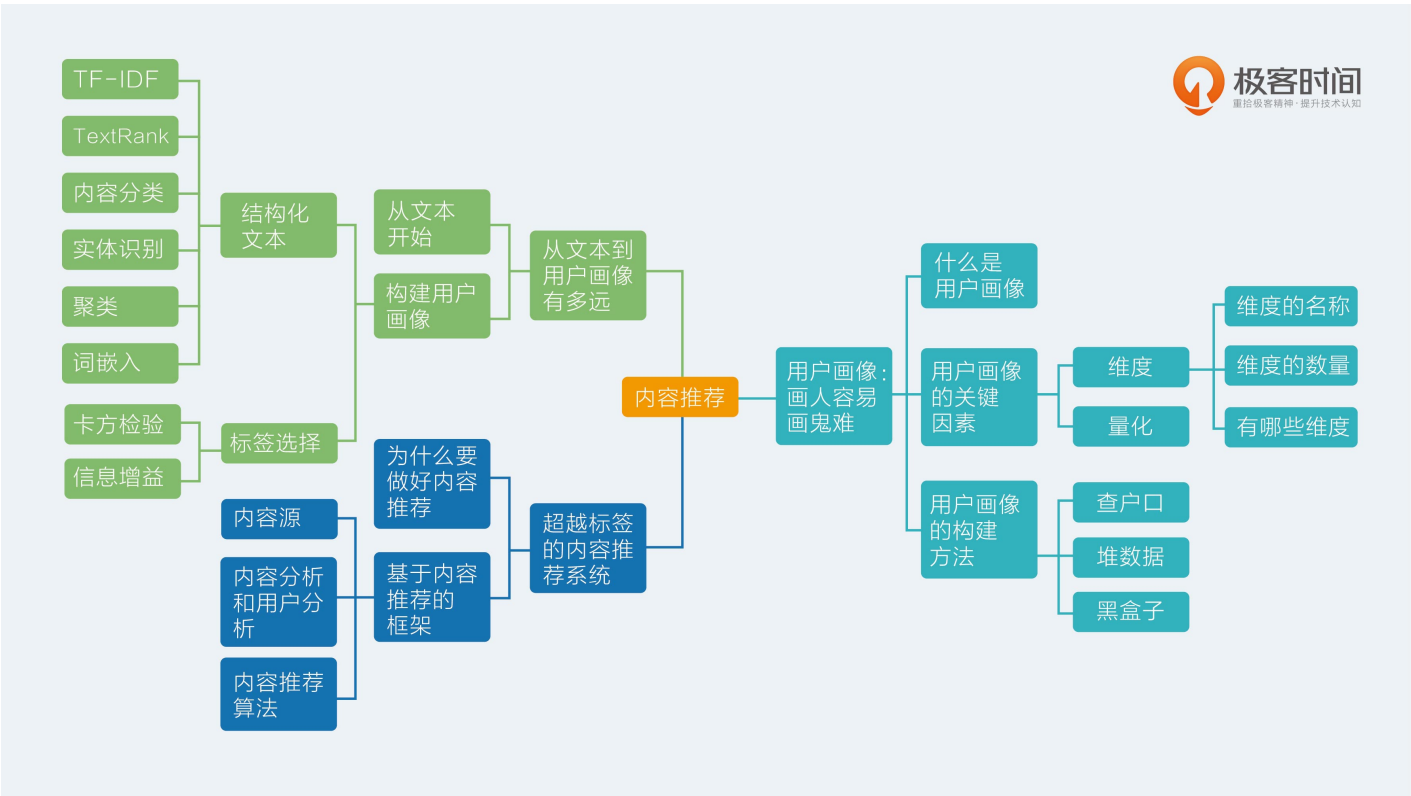 极客时间
重拾极客精神·提升技术认知
内容推荐
用户画像：
画人容易
画鬼难
什么是
用户画像
用户画像
的关键
因素
维度
维度的名称
维度的数量
有哪些维度
量化
用户画像
的构建
方法
查户口
堆数据
黑盒子
从文本到
用户画像
有多远
从文本
开始
构建用户
画像
结构化
文本
TF-IDF
TextRank
内容分类
实体识别
聚类
词嵌入
标签选择
卡方检验
信息增益
超越标签
的内容推
荐系统
为什么要
做好内容
推荐
基于内容
推荐的
框架
内容源
内容分析
和用户分
析
内容推荐
算法